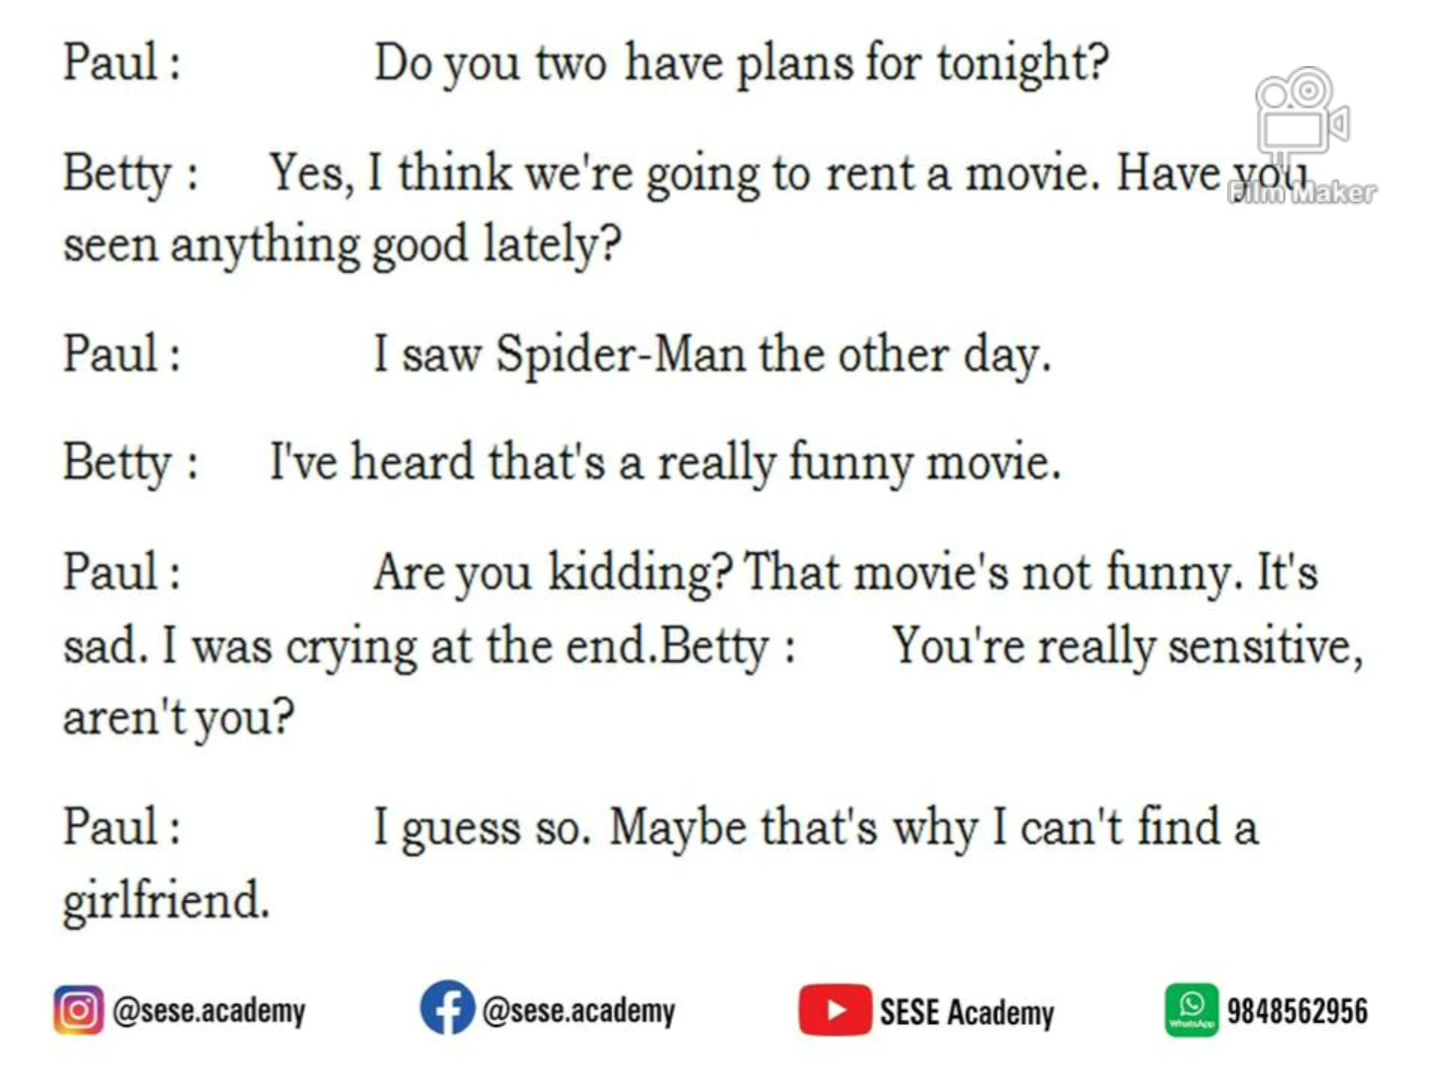 Paul : Do you two have plans for tonight?
Betty : Yes, I think we're going to rent a movie. Have you
Film Maker
seen anything good lately?
Paul : I saw Spider-Man the other day.
Betty : I've heard that's a really funny movie.
Paul : Are you kidding? That movie's not funny. It's
sad. I was crying at the end.Betty : You're really sensitive,
aren't you?
Paul : I guess so. Maybe that's why I can't find a
girlfriend.
@sese.academy @sese.academy SESE Academy WhatsApp 9848562956